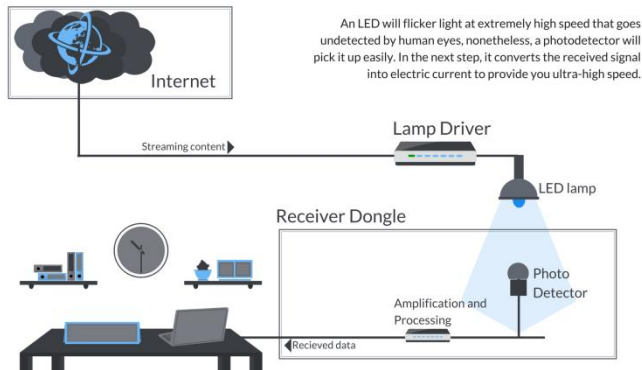 An LED will flicker light at extremely high speed that goes
undetected by human eyes, nonetheless, a photodetector will
pick it up easily. In the next step, it converts the received signal
into electric current to provide you ultra-high speed.
Internet
Lamp Driver
Streaming content
LED lamp
Receiver Dongle
Photo
Detector
Amplification and
Processing
Recieved data